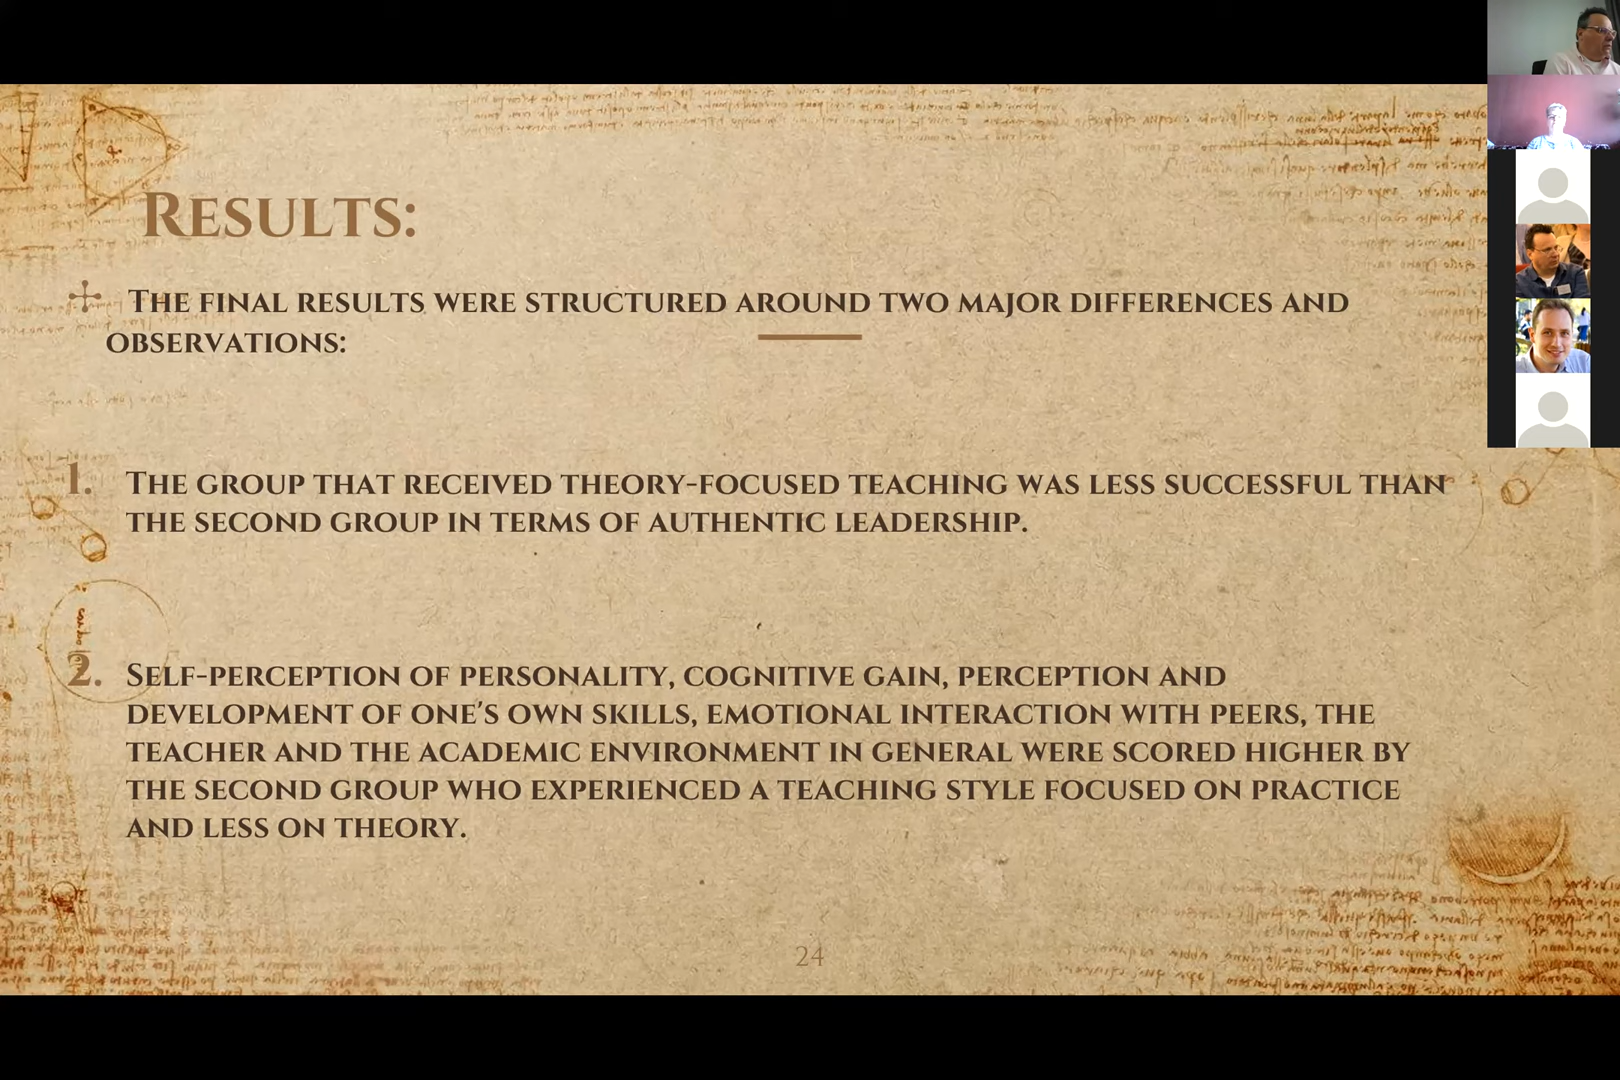 Results:
The final results were structured around two major differences and
observations:
1. The group that received theory-focused teaching was less successful than
the second group in terms of authentic leadership.
2. Self-perception of personality, cognitive gain, perception and
development of one's own skills, emotional interaction with peers, the
teacher and the academic environment in general were scored higher by
the second group who experienced a teaching style focused on practice
and less on theory.
24